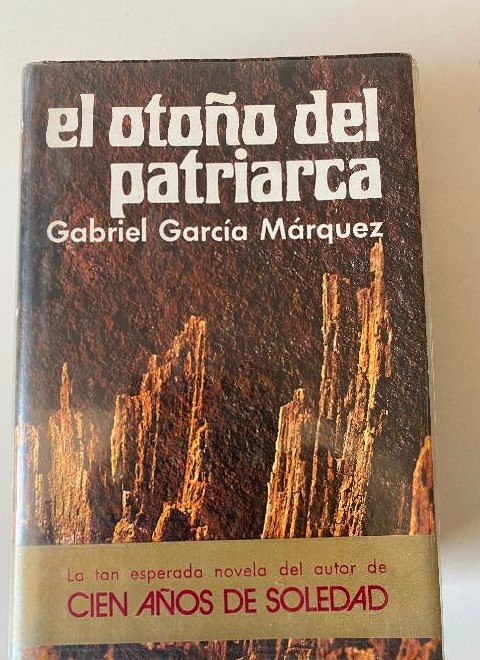 el otoño del
patriarca
Gabriel García Márquez
La tan esperada novela del autor de
CIEN AÑOS DE SOLEDAD